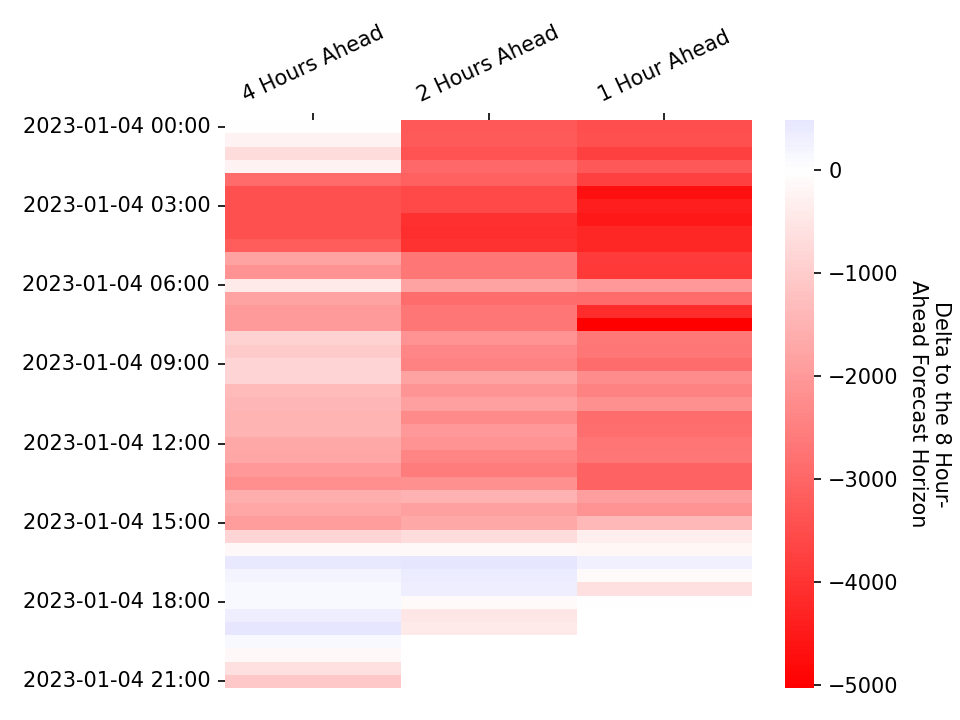 4 Hours Ahead
2 Hours Ahead
1 Hour Ahead
2023-01-04 00:00
2023-01-04 03:00
2023-01-04 06:00
2023-01-04 09:00
2023-01-04 12:00
2023-01-04 15:00
2023-01-04 18:00
2023-01-04 21:00
0
−1000
−2000
−3000
−4000
−5000
Delta to the 8 Hour-
Ahead Forecast Horizon